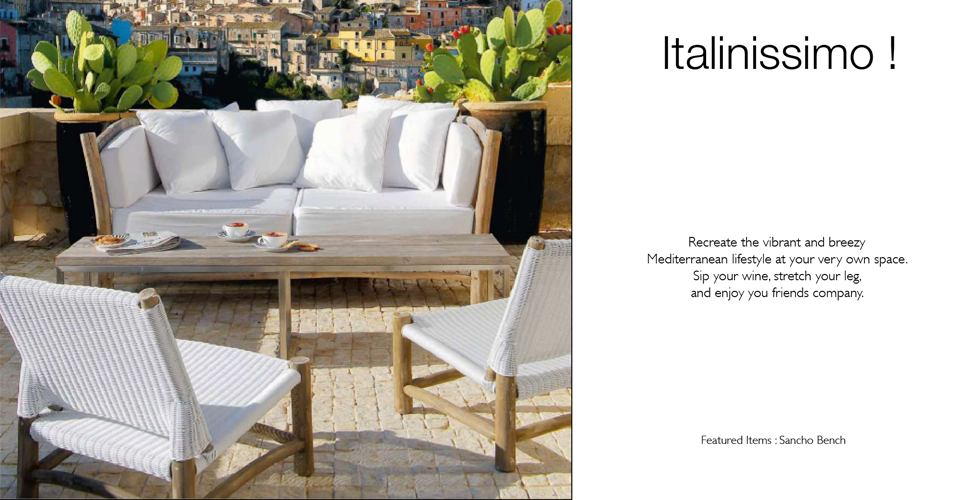 Italinissimo !
Recreate the vibrant and breezy
Mediterranean lifestyle at your very own space.
Sip your wine, stretch your leg,
and enjoy you friends company.
Featured Items : Sancho Bench